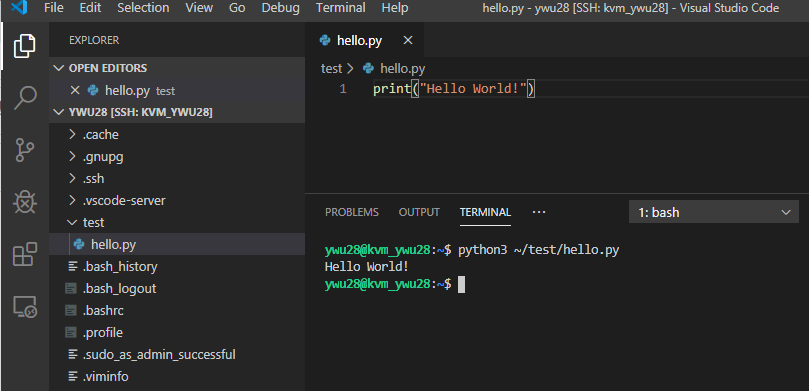 File Edit Selection View Go Debug Terminal Help hello.py - ywu28 [SSH: kvm_ywu28] - Visual Studio Code
EXPLORER
OPEN EDITORS
hello.py test
YWU28 [SSH: KVM_YWU28]
.cache
.gnupg
.ssh
.vscode-server
test
hello.py
.bash_history
.bash_logout
.bashrc
.profile
.sudo_as_admin_successful
.viminfo
hello.py
test > hello.py
1 print("Hello World!")
PROBLEMS OUTPUT TERMINAL ··· 1: bash
ywu28@kvm_ywu28:~$ python3 ~/test/hello.py
Hello World!
ywu28@kvm_ywu28:~$